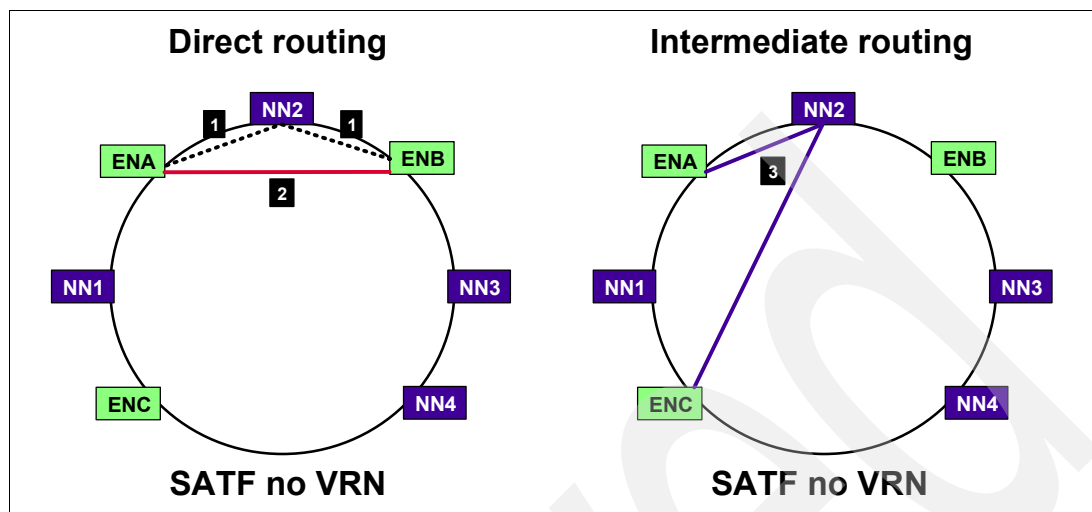 Direct routing
NN2
1
1
ENA
ENB
2
NN1
NN3
ENC
NN4
SATF no VRN
Intermediate routing
NN2
ENA
ENB
3
NN1
NN3
ENC
NN4
SATF no VRN